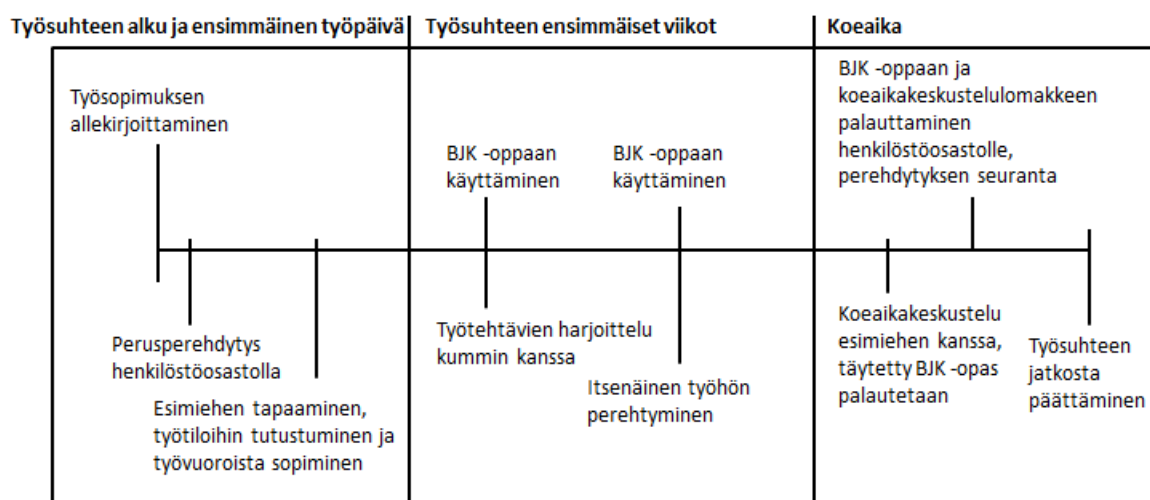 Työsuhteen alku ja ensimmäinen työpäivä
Työsuhteen ensimmäiset viikot
Koeaika
Työsopimuksen
allekirjoittaminen
Perusperehdytys
henkilöstöosastolla
Esimiehen tapaaminen,
työtiloihin tutustuminen ja
työvuoroista sopiminen
BJK -oppaan
käyttäminen
BJK -oppaan
käyttäminen
Työtehtävien harjoittelu
kummin kanssa
Itsenäinen työhön
perehtyminen
BJK -oppaan ja
koeaikakeskustelulomakkeen
palauttaminen
henkilöstöosastolle,
perehdytyksen seuranta
Koeaikakeskustelu
esimiehen kanssa,
täytetty BJK -opas
palautetaan
Työsuhteen
jatkosta
päättäminen